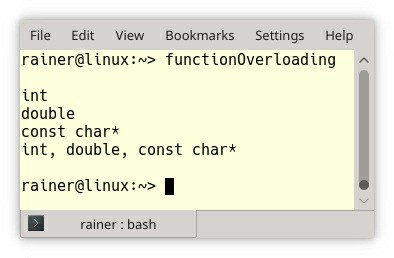 File Edit View Bookmarks Settings Help
rainer@linux:~> functionOverloading
int
double
const char*
int, double, const char*
rainer@linux:~>
rainer : bash